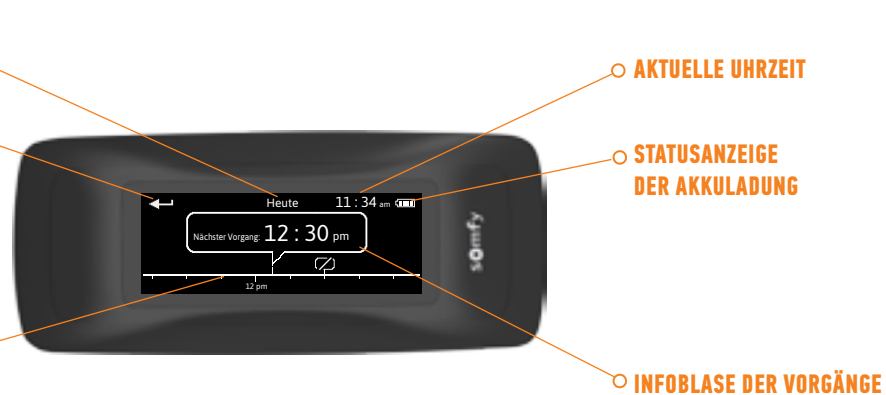 AKTUELLE UHRZEIT
STATUSANZEIGE
DER AKKULADUNG
Heute 11 : 34 am
Nächster Vorgang: 12 : 30 pm
12 pm
somfy
INFOBLASE DER VORGÄNGE